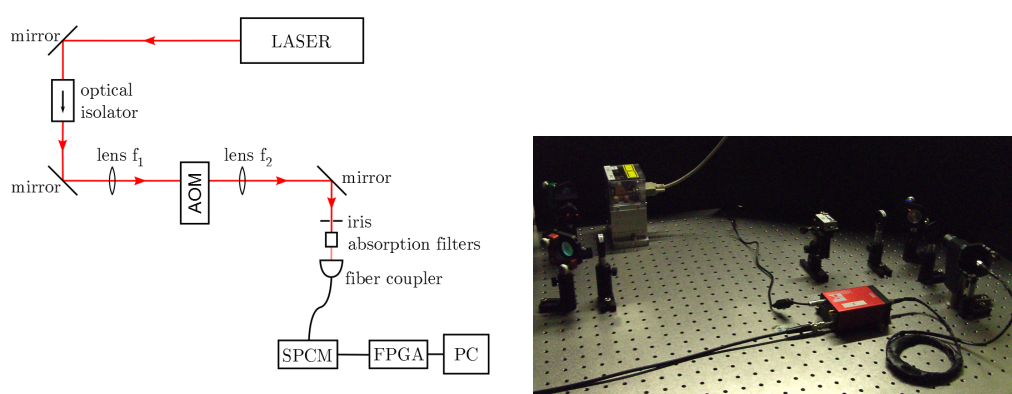 LASER
mirror
optical
isolator
lens f1
lens f2
mirror
AOM
mirror
iris
absorption filters
fiber coupler
SPCM
FPGA
PC